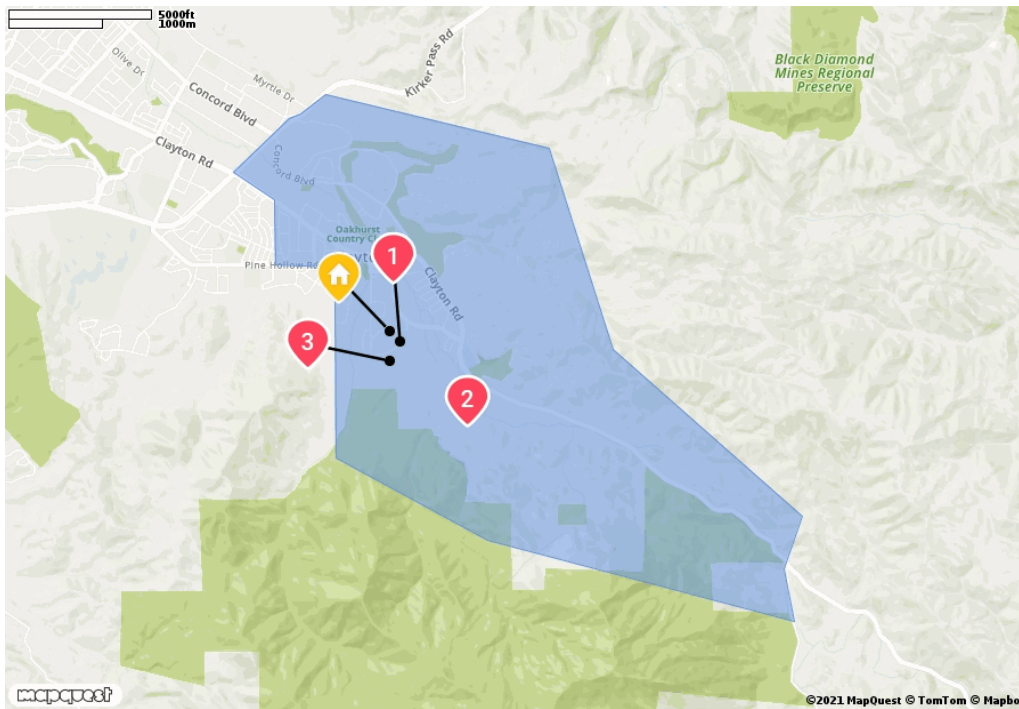 5000ft
1000m
Kirker Pass Rd
Black Diamond
Mines Regional
Preserve
Olive Dr
Myrtle Dr
Concord Blvd
Clayton Rd
Concord Blvd
Oakhurst
Country
Pine Hollow Rd
1
Clayton Rd
3
2
mapquest
©2021 MapQuest © TomTom © Mapbo